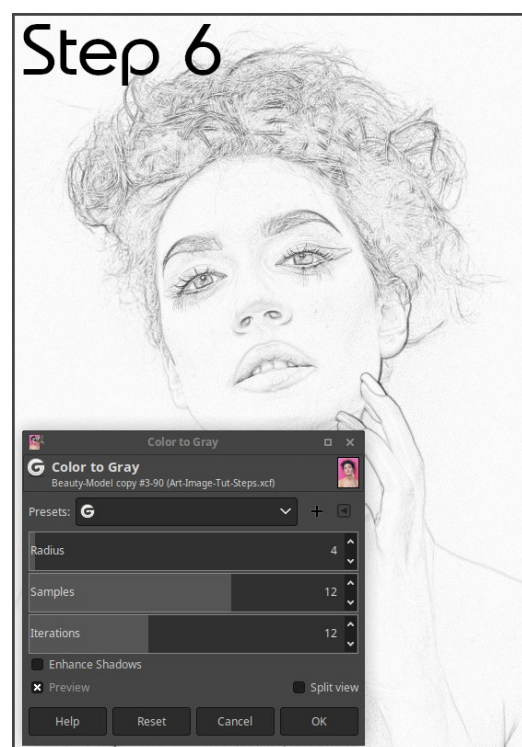 Step 6
Color to Gray
Color to Gray
Beauty-Model copy #3-90 (Art-Image-Tut-Steps.xcf)
Presets:
Radius 4
Samples 12
Iterations 12
Enhance Shadows
Preview Split view
Help Reset Cancel OK